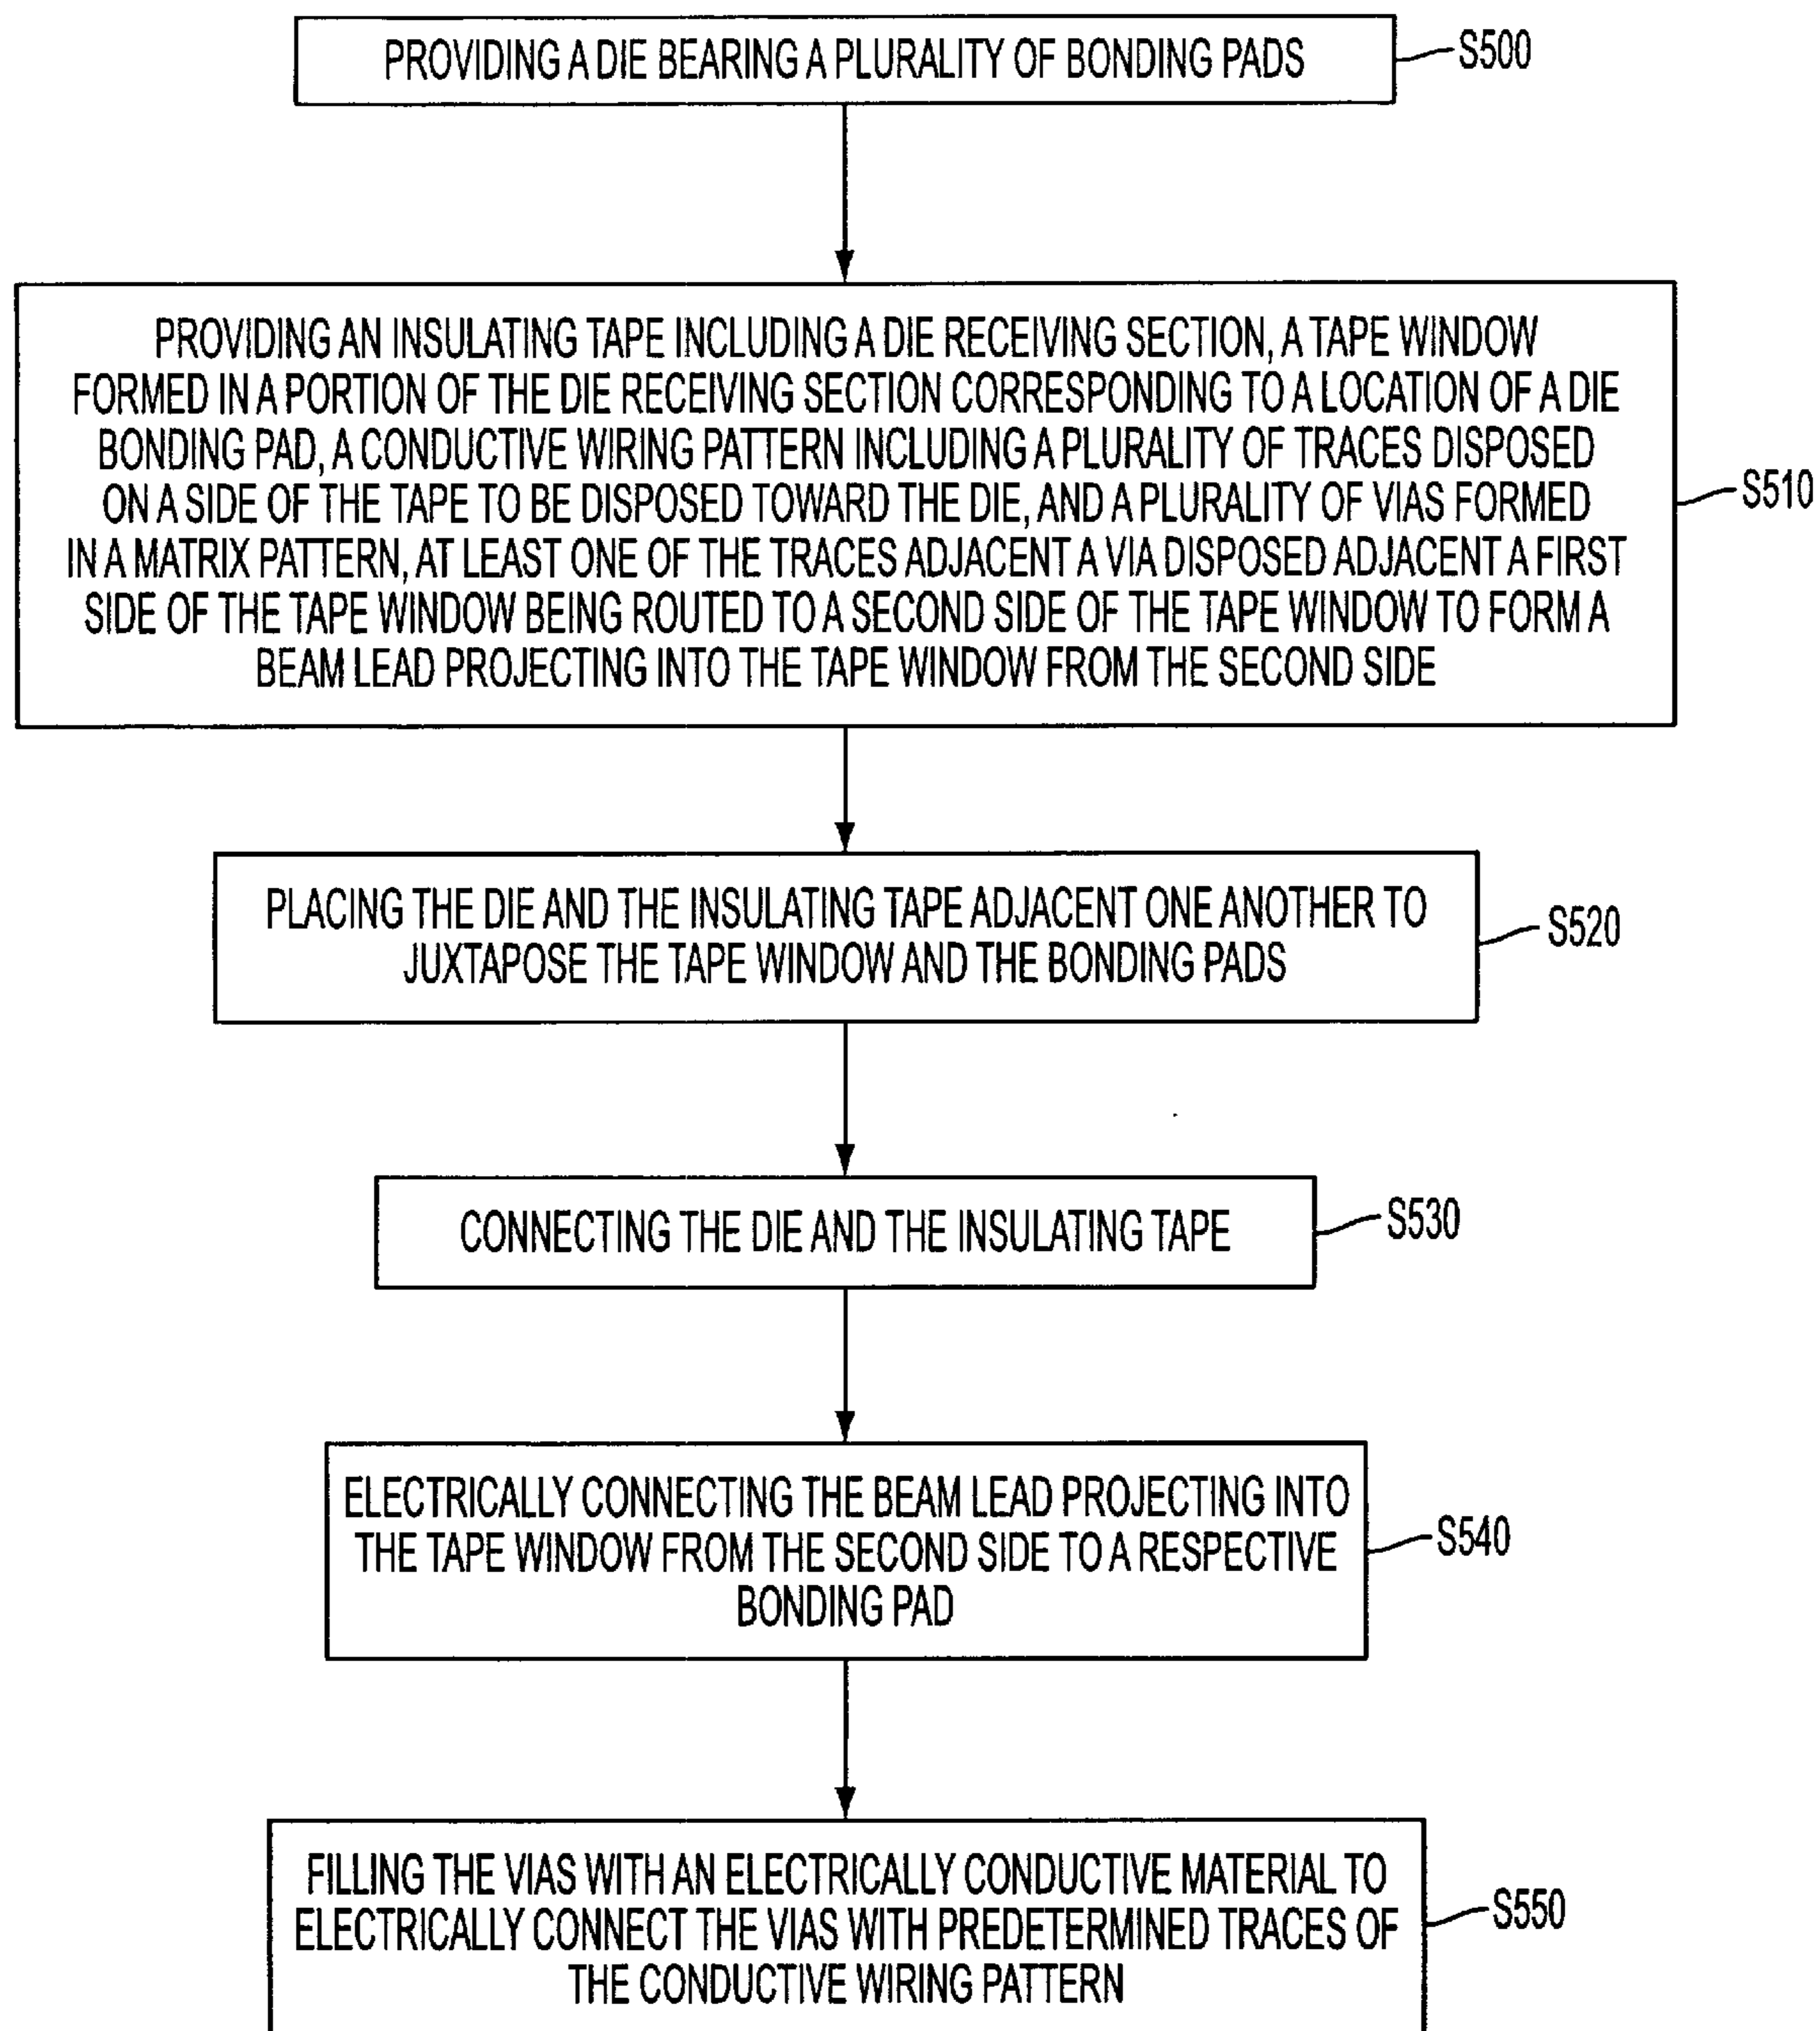 PROVIDING A DIE BEARING A PLURALITY OF BONDING PADS
S500
PROVIDING AN INSULATING TAPE INCLUDING A DIE RECEIVING SECTION, A TAPE WINDOW
FORMED IN A PORTION OF THE DIE RECEIVING SECTION CORRESPONDING TO A LOCATION OF A DIE
BONDING PAD, A CONDUCTIVE WIRING PATTERN INCLUDING A PLURALITY OF TRACES DISPOSED
ON A SIDE OF THE TAPE TO BE DISPOSED TOWARD THE DIE, AND A PLURALITY OF VIAS FORMED
IN A MATRIX PATTERN, AT LEAST ONE OF THE TRACES ADJACENT A VIA DISPOSED ADJACENT A FIRST
SIDE OF THE TAPE WINDOW BEING ROUTED TO A SECOND SIDE OF THE TAPE WINDOW TO FORM A
BEAM LEAD PROJECTING INTO THE TAPE WINDOW FROM THE SECOND SIDE
S510
PLACING THE DIE AND THE INSULATING TAPE ADJACENT ONE ANOTHER TO
JUXTAPOSE THE TAPE WINDOW AND THE BONDING PADS
S520
CONNECTING THE DIE AND THE INSULATING TAPE
S530
ELECTRICALLY CONNECTING THE BEAM LEAD PROJECTING INTO
THE TAPE WINDOW FROM THE SECOND SIDE TO A RESPECTIVE
BONDING PAD
S540
FILLING THE VIAS WITH AN ELECTRICALLY CONDUCTIVE MATERIAL TO
ELECTRICALLY CONNECT THE VIAS WITH PREDETERMINED TRACES OF
THE CONDUCTIVE WIRING PATTERN
S550